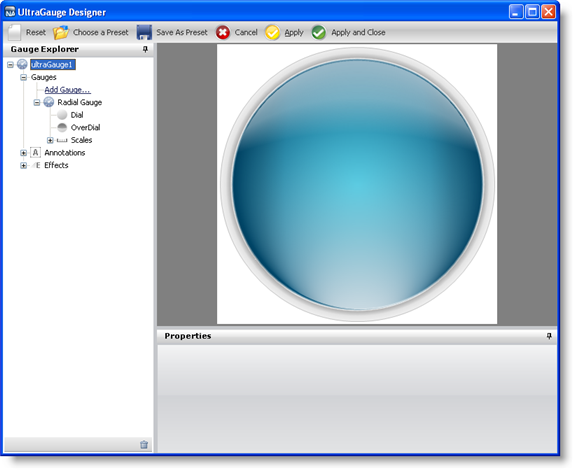 UltraGauge Designer
Reset Choose a Preset Save As Preset Cancel Apply Apply and Close
Gauge Explorer
ultraGauge1
Gauges
Add Gauge...
Radial Gauge
Dial
OverDial
Scales
A Annotations
E Effects
Properties